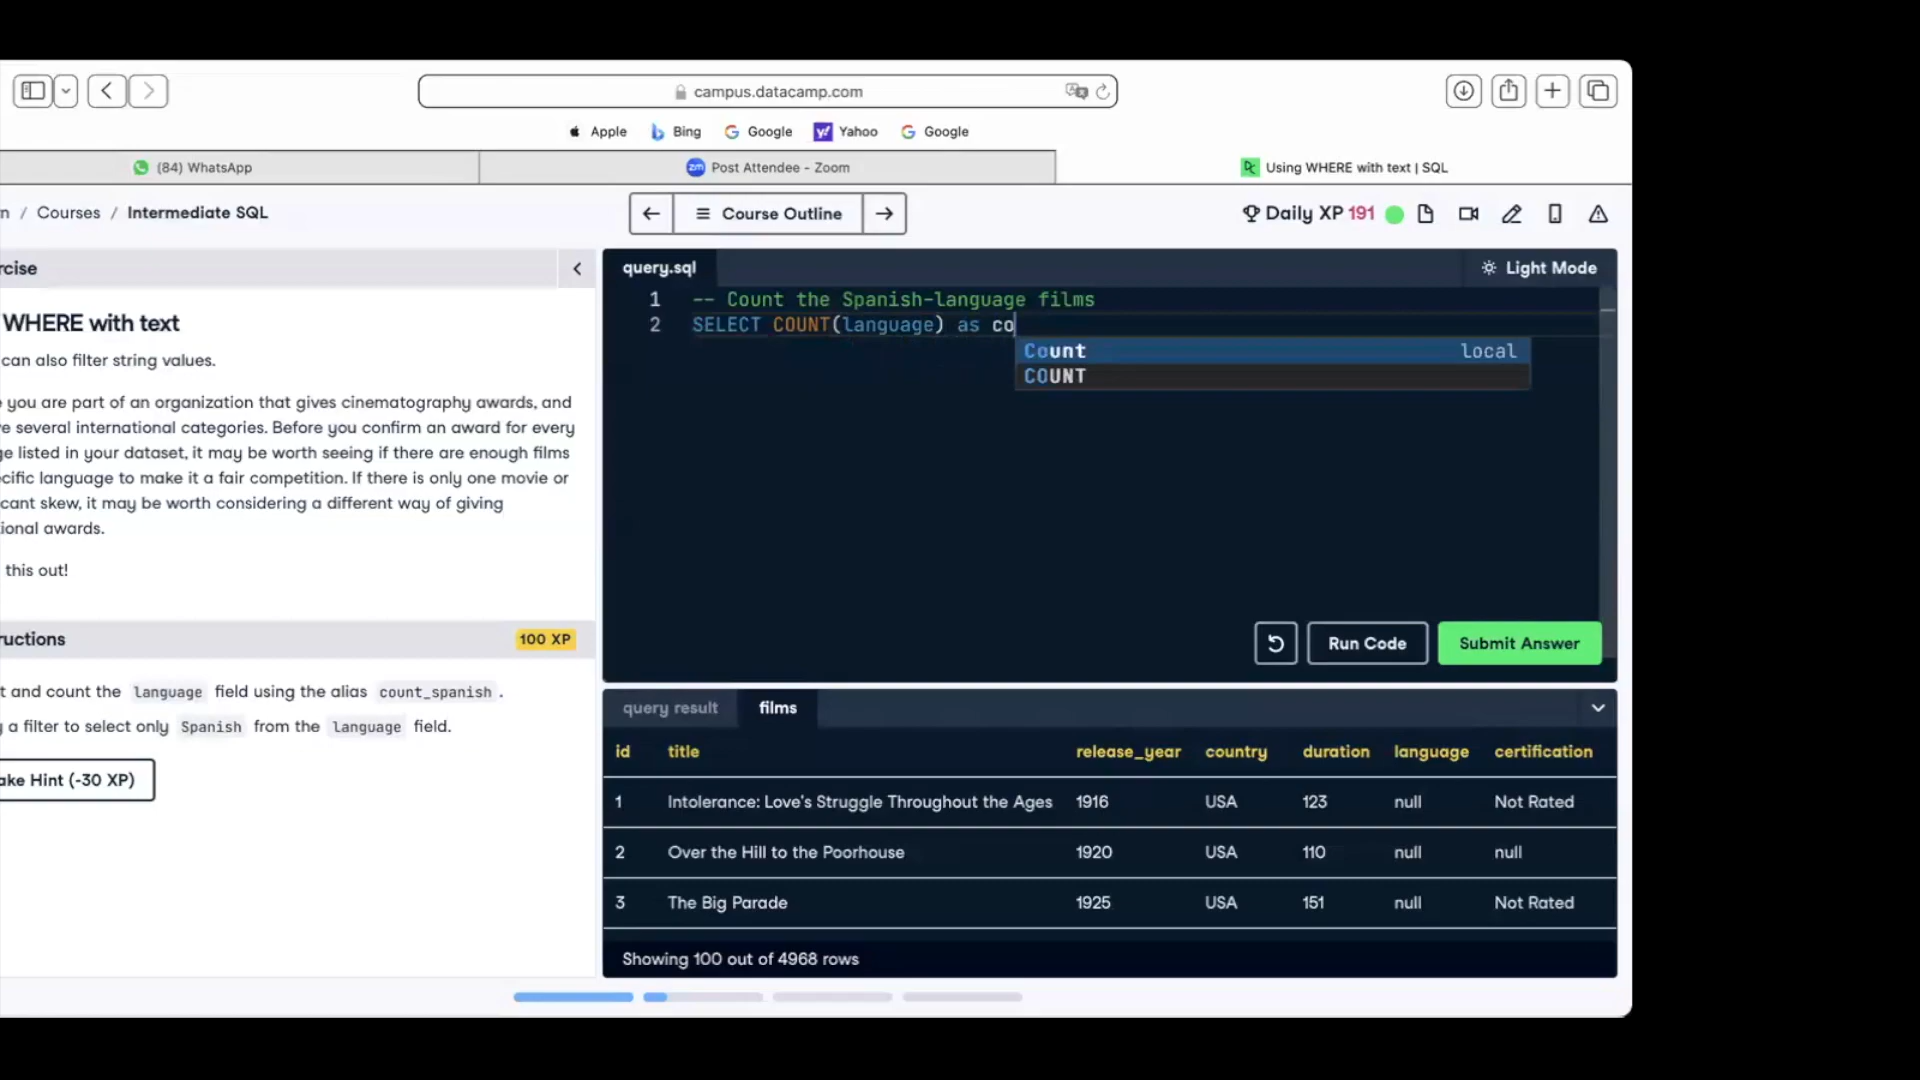 campus.datacamp.com
Apple Bing Google Yahoo Google
(84) WhatsApp
Post Attendee - Zoom
Using WHERE with text | SQL
n / Courses / Intermediate SQL
Course Outline
Daily XP 191
rcise
query.sql
Light Mode
1 -- Count the Spanish-language films
2 SELECT COUNT(language) as co
Count local
COUNT
WHERE with text
can also filter string values.
e you are part of an organization that gives cinematography awards, and
ve several international categories. Before you confirm an award for every
ge listed in your dataset, it may be worth seeing if there are enough films
ecific language to make it a fair competition. If there is only one movie or
icant skew, it may be worth considering a different way of giving
tional awards.
this out!
ructions
100 XP
t and count the language field using the alias count_spanish .
y a filter to select only Spanish from the language field.
ake Hint (-30 XP)
Run Code
Submit Answer
query result
films
id title release_year country duration language certification
1 Intolerance: Love's Struggle Throughout the Ages 1916 USA 123 null Not Rated
2 Over the Hill to the Poorhouse 1920 USA 110 null null
3 The Big Parade 1925 USA 151 null Not Rated
Showing 100 out of 4968 rows